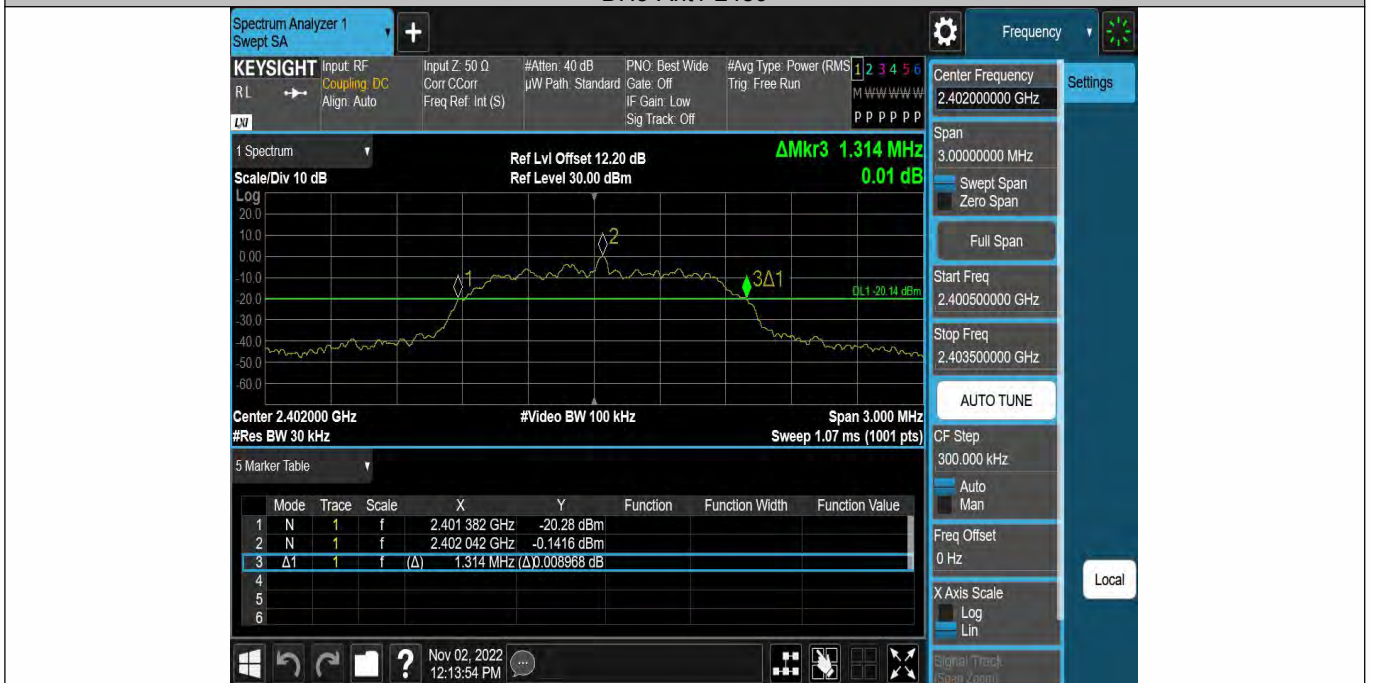 Spectrum Analyzer 1
Swept SA
+
Frequency
KEYSIGHT
RL
LXI
Input: RF
Coupling: DC
Align: Auto
Input Z: 50 Ω
Corr CCorr
Freq Ref: Int (S)
#Atten: 40 dB
µW Path: Standard
PNO: Best Wide
Gate: Off
IF Gain: Low
Sig Track: Off
#Avg Type: Power (RMS
Trig: Free Run
1 2 3 4 5 6
M W W W W W
P P P P P P
1 Spectrum
Scale/Div 10 dB
Ref Lvl Offset 12.20 dB
Ref Level 30.00 dBm
ΔMkr3 1.314 MHz
0.01 dB
Log
20.0
10.0
0.00
-10.0
-20.0
-30.0
-40.0
-50.0
-60.0
1
2
3Δ1
DL1 -20.14 dBm
Center 2.402000 GHz
#Res BW 30 kHz
#Video BW 100 kHz
Span 3.000 MHz
Sweep 1.07 ms (1001 pts)
5 Marker Table
Mode Trace Scale X Y Function Function Width Function Value
1 N 1 f 2.401 382 GHz -20.28 dBm
2 N 1 f 2.402 042 GHz -0.1416 dBm
3 Δ1 1 f (Δ) 1.314 MHz (Δ)0.008968 dB
4
5
6
?
Nov 02, 2022
12:13:54 PM
Center Frequency
2.402000000 GHz
Settings
Span
3.00000000 MHz
Swept Span
Zero Span
Full Span
Start Freq
2.400500000 GHz
Stop Freq
2.403500000 GHz
AUTO TUNE
CF Step
300.000 kHz
Auto
Man
Freq Offset
0 Hz
X Axis Scale
Log
Lin
Local
Signal Track
(Span Zoom)